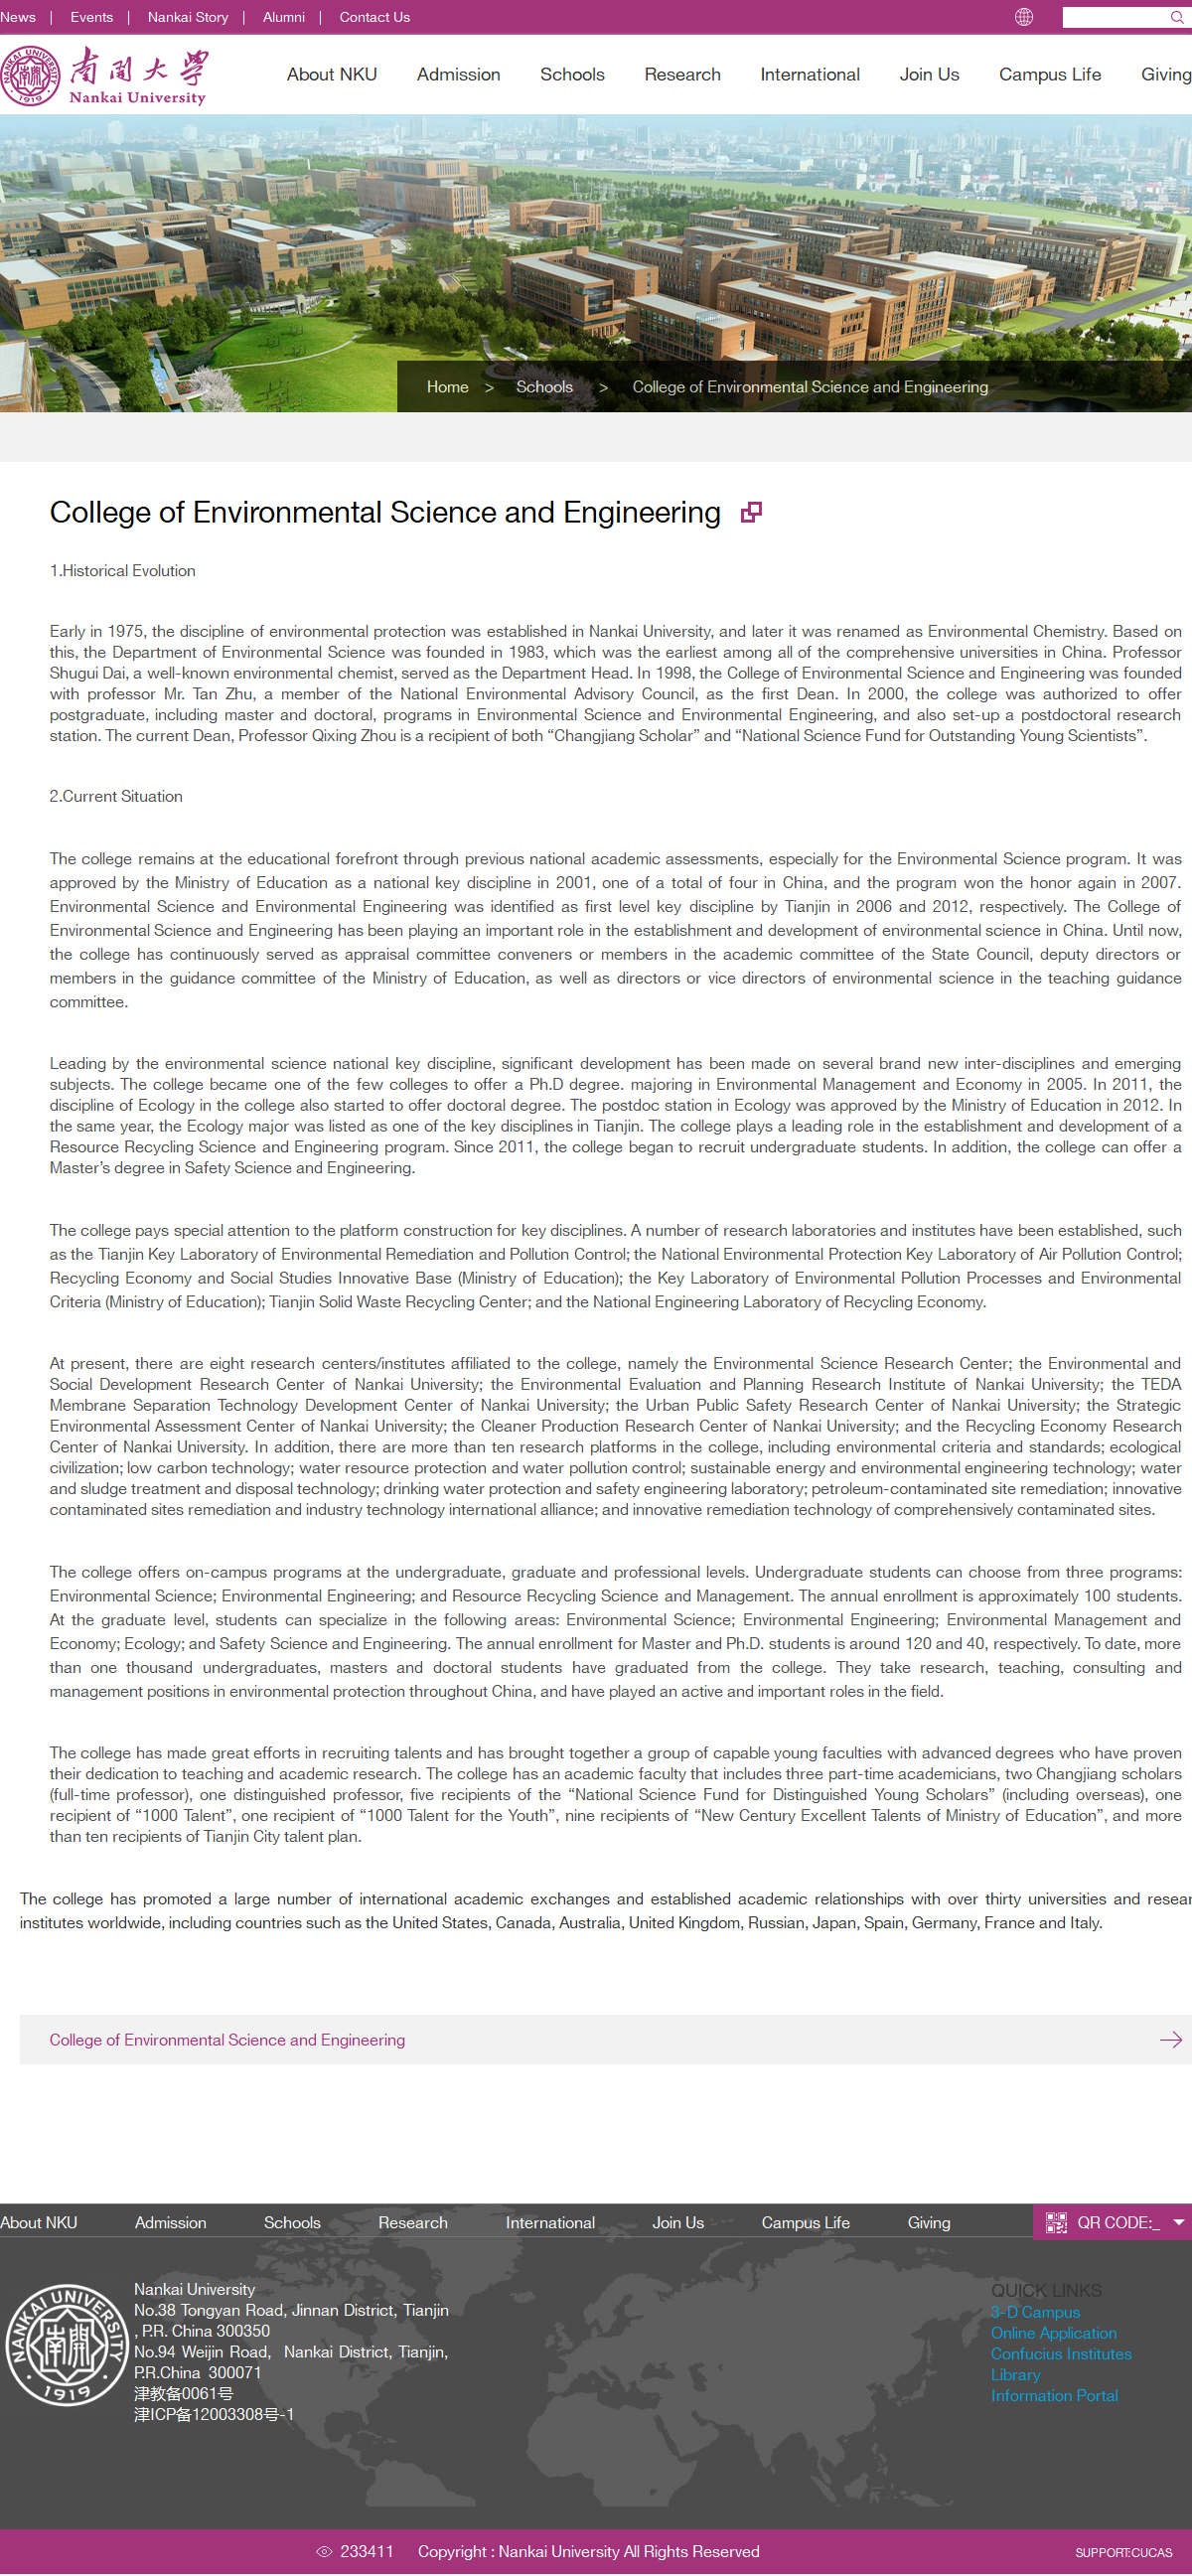 News | Events | Nankai Story | Alumni | Contact Us
南開大學
Nankai University
NANKAI UNIVERSITY
1919
About NKU Admission Schools Research International Join Us Campus Life Giving
Home > Schools > College of Environmental Science and Engineering
College of Environmental Science and Engineering
1.Historical Evolution
Early in 1975, the discipline of environmental protection was established in Nankai University, and later it was renamed as Environmental Chemistry. Based on
this, the Department of Environmental Science was founded in 1983, which was the earliest among all of the comprehensive universities in China. Professor
Shugui Dai, a well-known environmental chemist, served as the Department Head. In 1998, the College of Environmental Science and Engineering was founded
with professor Mr. Tan Zhu, a member of the National Environmental Advisory Council, as the first Dean. In 2000, the college was authorized to offer
postgraduate, including master and doctoral, programs in Environmental Science and Environmental Engineering, and also set-up a postdoctoral research
station. The current Dean, Professor Qixing Zhou is a recipient of both “Changjiang Scholar” and “National Science Fund for Outstanding Young Scientists”.
2.Current Situation
The college remains at the educational forefront through previous national academic assessments, especially for the Environmental Science program. It was
approved by the Ministry of Education as a national key discipline in 2001, one of a total of four in China, and the program won the honor again in 2007.
Environmental Science and Environmental Engineering was identified as first level key discipline by Tianjin in 2006 and 2012, respectively. The College of
Environmental Science and Engineering has been playing an important role in the establishment and development of environmental science in China. Until now,
the college has continuously served as appraisal committee conveners or members in the academic committee of the State Council, deputy directors or
members in the guidance committee of the Ministry of Education, as well as directors or vice directors of environmental science in the teaching guidance
committee.
Leading by the environmental science national key discipline, significant development has been made on several brand new inter-disciplines and emerging
subjects. The college became one of the few colleges to offer a Ph.D degree. majoring in Environmental Management and Economy in 2005. In 2011, the
discipline of Ecology in the college also started to offer doctoral degree. The postdoc station in Ecology was approved by the Ministry of Education in 2012. In
the same year, the Ecology major was listed as one of the key disciplines in Tianjin. The college plays a leading role in the establishment and development of a
Resource Recycling Science and Engineering program. Since 2011, the college began to recruit undergraduate students. In addition, the college can offer a
Master’s degree in Safety Science and Engineering.
The college pays special attention to the platform construction for key disciplines. A number of research laboratories and institutes have been established, such
as the Tianjin Key Laboratory of Environmental Remediation and Pollution Control; the National Environmental Protection Key Laboratory of Air Pollution Control;
Recycling Economy and Social Studies Innovative Base (Ministry of Education); the Key Laboratory of Environmental Pollution Processes and Environmental
Criteria (Ministry of Education); Tianjin Solid Waste Recycling Center; and the National Engineering Laboratory of Recycling Economy.
At present, there are eight research centers/institutes affiliated to the college, namely the Environmental Science Research Center; the Environmental and
Social Development Research Center of Nankai University; the Environmental Evaluation and Planning Research Institute of Nankai University; the TEDA
Membrane Separation Technology Development Center of Nankai University; the Urban Public Safety Research Center of Nankai University; the Strategic
Environmental Assessment Center of Nankai University; the Cleaner Production Research Center of Nankai University; and the Recycling Economy Research
Center of Nankai University. In addition, there are more than ten research platforms in the college, including environmental criteria and standards; ecological
civilization; low carbon technology; water resource protection and water pollution control; sustainable energy and environmental engineering technology; water
and sludge treatment and disposal technology; drinking water protection and safety engineering laboratory; petroleum-contaminated site remediation; innovative
contaminated sites remediation and industry technology international alliance; and innovative remediation technology of comprehensively contaminated sites.
The college offers on-campus programs at the undergraduate, graduate and professional levels. Undergraduate students can choose from three programs:
Environmental Science; Environmental Engineering; and Resource Recycling Science and Management. The annual enrollment is approximately 100 students.
At the graduate level, students can specialize in the following areas: Environmental Science; Environmental Engineering; Environmental Management and
Economy; Ecology; and Safety Science and Engineering. The annual enrollment for Master and Ph.D. students is around 120 and 40, respectively. To date, more
than one thousand undergraduates, masters and doctoral students have graduated from the college. They take research, teaching, consulting and
management positions in environmental protection throughout China, and have played an active and important roles in the field.
The college has made great efforts in recruiting talents and has brought together a group of capable young faculties with advanced degrees who have proven
their dedication to teaching and academic research. The college has an academic faculty that includes three part-time academicians, two Changjiang scholars
(full-time professor), one distinguished professor, five recipients of the “National Science Fund for Distinguished Young Scholars” (including overseas), one
recipient of “1000 Talent”, one recipient of “1000 Talent for the Youth”, nine recipients of “New Century Excellent Talents of Ministry of Education”, and more
than ten recipients of Tianjin City talent plan.
The college has promoted a large number of international academic exchanges and established academic relationships with over thirty universities and resear
institutes worldwide, including countries such as the United States, Canada, Australia, United Kingdom, Russian, Japan, Spain, Germany, France and Italy.
College of Environmental Science and Engineering
About NKU Admission Schools Research International Join Us Campus Life Giving QR CODE:_
NANKAI UNIVERSITY
1919
Nankai University
No.38 Tongyan Road, Jinnan District, Tianjin
, P.R. China 300350
No.94 Weijin Road, Nankai District, Tianjin,
P.R.China 300071
津教备0061号
津ICP备12003308号-1
QUICK LINKS
3-D Campus
Online Application
Confucius Institutes
Library
Information Portal
233411 Copyright : Nankai University All Rights Reserved
SUPPORT:CUCAS